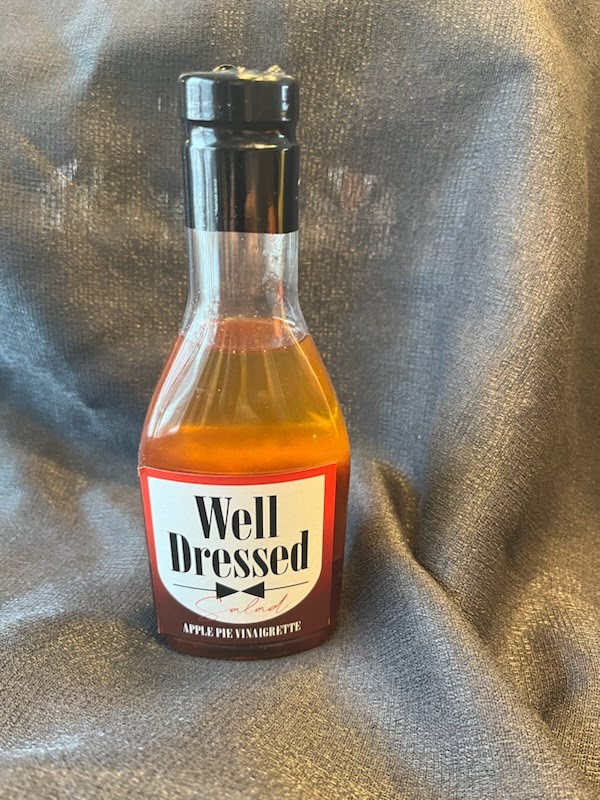 Well
Dressed
Salad
APPLE PIE VINAIGRETTE